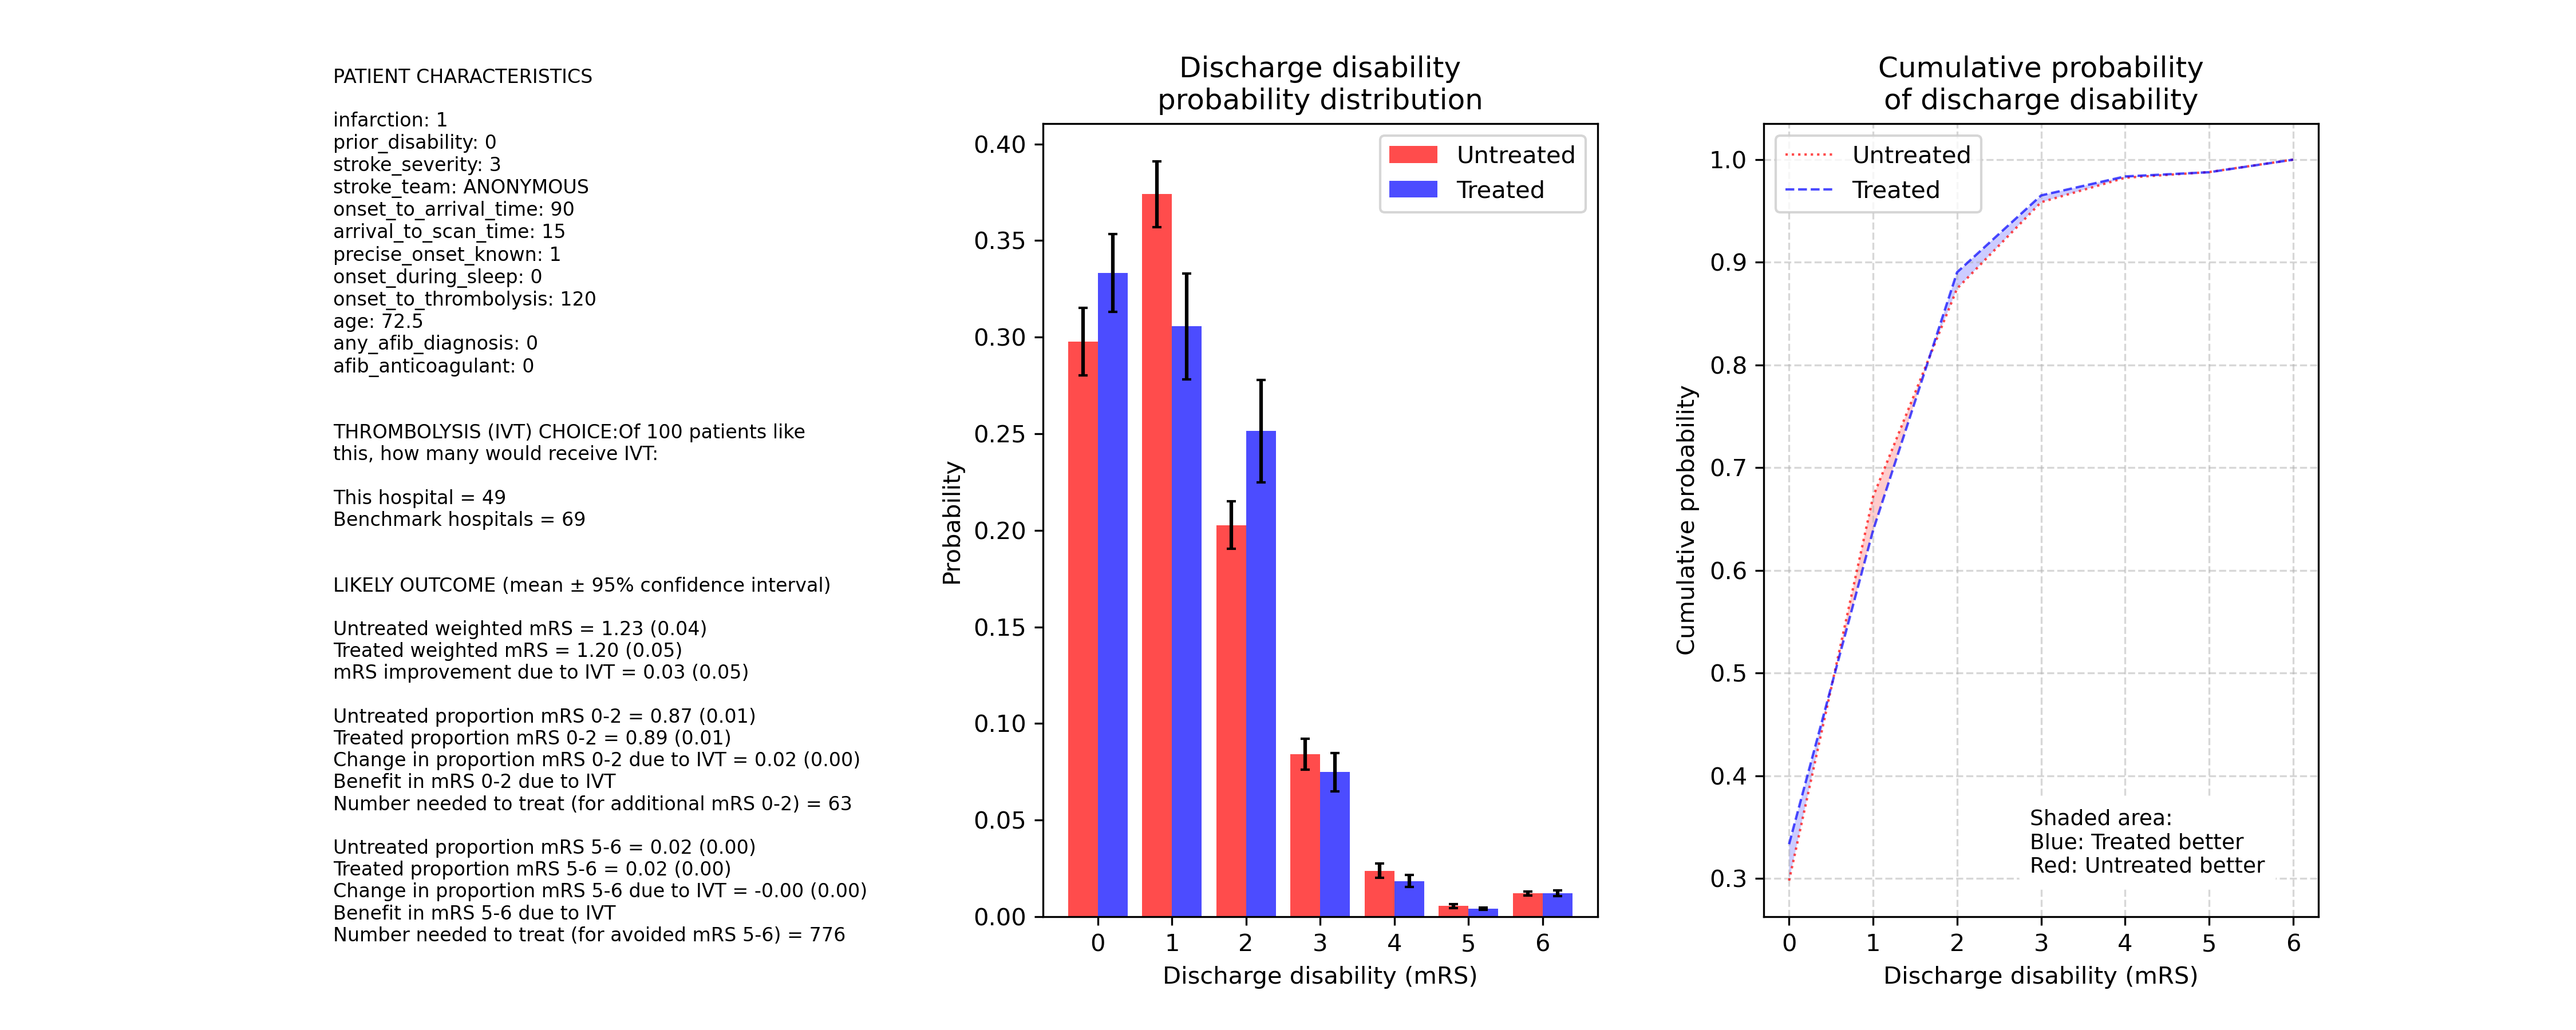 PATIENT CHARACTERISTICS
infarction: 1
prior_disability: 0
stroke_severity: 3
stroke_team: ANONYMOUS
onset_to_arrival_time: 90
arrival_to_scan_time: 15
precise_onset_known: 1
onset_during_sleep: 0
onset_to_thrombolysis: 120
age: 72.5
any_afib_diagnosis: 0
afib_anticoagulant: 0
THROMBOLYSIS (IVT) CHOICE:Of 100 patients like
this, how many would receive IVT:
This hospital = 49
Benchmark hospitals = 69
LIKELY OUTCOME (mean ± 95% confidence interval)
Untreated weighted mRS = 1.23 (0.04)
Treated weighted mRS = 1.20 (0.05)
mRS improvement due to IVT = 0.03 (0.05)
Untreated proportion mRS 0-2 = 0.87 (0.01)
Treated proportion mRS 0-2 = 0.89 (0.01)
Change in proportion mRS 0-2 due to IVT = 0.02 (0.00)
Benefit in mRS 0-2 due to IVT
Number needed to treat (for additional mRS 0-2) = 63
Untreated proportion mRS 5-6 = 0.02 (0.00)
Treated proportion mRS 5-6 = 0.02 (0.00)
Change in proportion mRS 5-6 due to IVT = -0.00 (0.00)
Benefit in mRS 5-6 due to IVT
Number needed to treat (for avoided mRS 5-6) = 776
Discharge disability
probability distribution
Untreated
Treated
Probability
0.40
0.35
0.30
0.25
0.20
0.15
0.10
0.05
0.00
0 1 2 3 4 5 6
Discharge disability (mRS)
Cumulative probability
of discharge disability
Untreated
Treated
Cumulative probability
1.0
0.9
0.8
0.7
0.6
0.5
0.4
0.3
Shaded area:
Blue: Treated better
Red: Untreated better
0 1 2 3 4 5 6
Discharge disability (mRS)